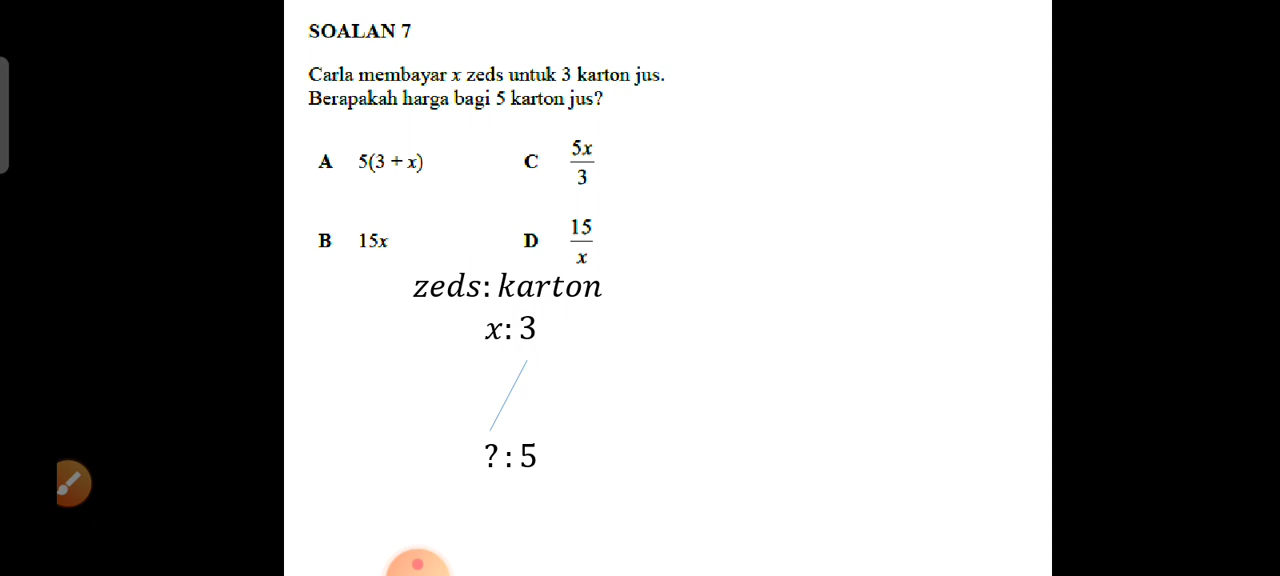 SOALAN 7
Carla membayar x zeds untuk 3 karton jus.
Berapakah harga bagi 5 karton jus?
A 5(3 + x) C 5x/3
B 15x D 15/x
zeds: karton
x: 3
? : 5